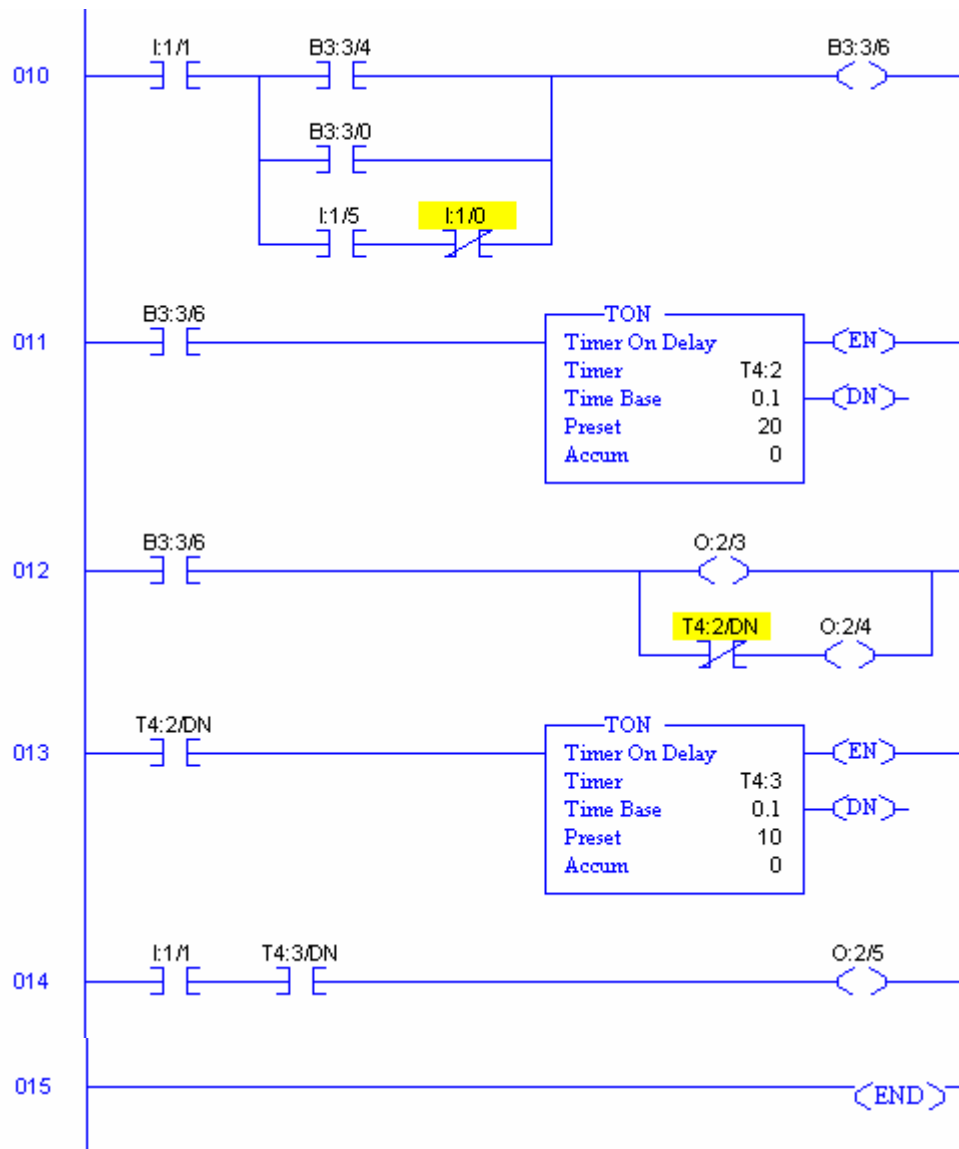 I:1/1 B3:3/4 B3:3/6
010
B3:3/0
I:1/5 I:1/0
B3:3/6
011
TON
Timer On Delay
Timer T4:2
Time Base 0.1
Preset 20
Accum 0
EN
DN
B3:3/6 O:2/3
012
T4:2/DN O:2/4
T4:2/DN
013
TON
Timer On Delay
Timer T4:3
Time Base 0.1
Preset 10
Accum 0
EN
DN
I:1/1 T4:3/DN O:2/5
014
015
END